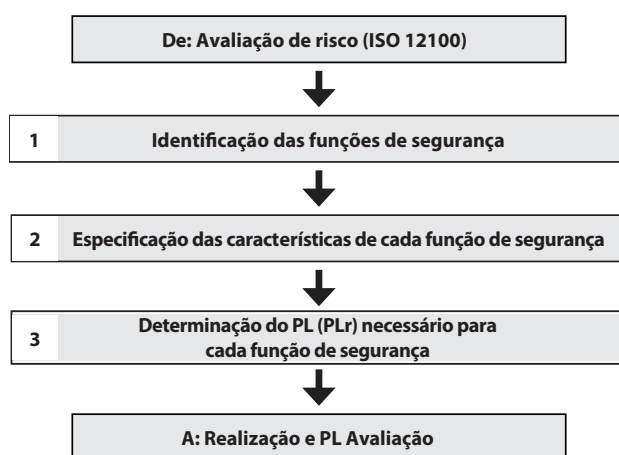 De: Avaliação de risco (ISO 12100)
1 Identificação das funções de segurança
2 Especificação das características de cada função de segurança
3 Determinação do PL (PLr) necessário para
cada função de segurança
A: Realização e PL Avaliação